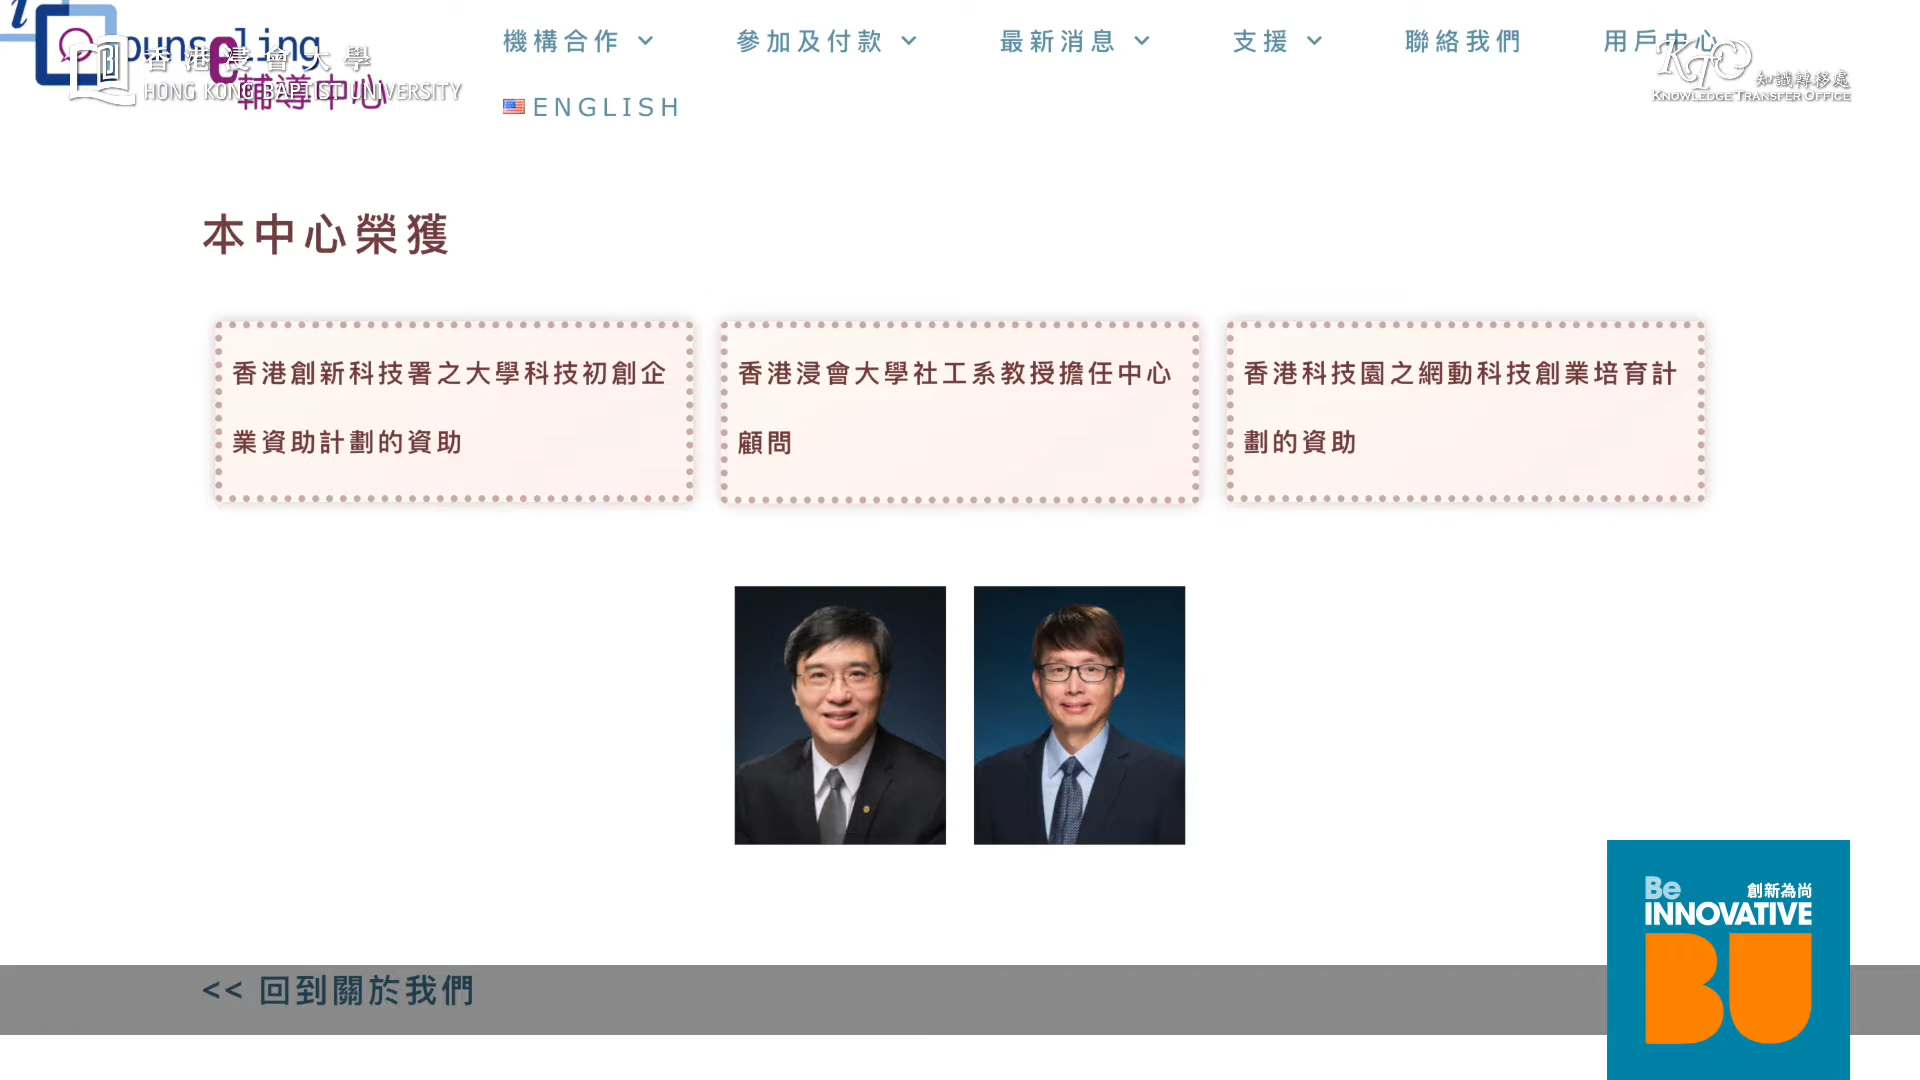 i
ounseling
輔導中心
香港浸會大學
HONG KONG BAPTIST UNIVERSITY
機構合作
參加及付款
最新消息
支援
聯絡我們
用戶中心
ENGLISH
KTO
知識轉移處
KNOWLEDGE TRANSFER OFFICE
本中心榮獲
香港創新科技署之大學科技初創企
業資助計劃的資助
香港浸會大學社工系教授擔任中心
顧問
香港科技園之網動科技創業培育計
劃的資助
<< 回到關於我們
Be
創新為尚
INNOVATIVE
BU